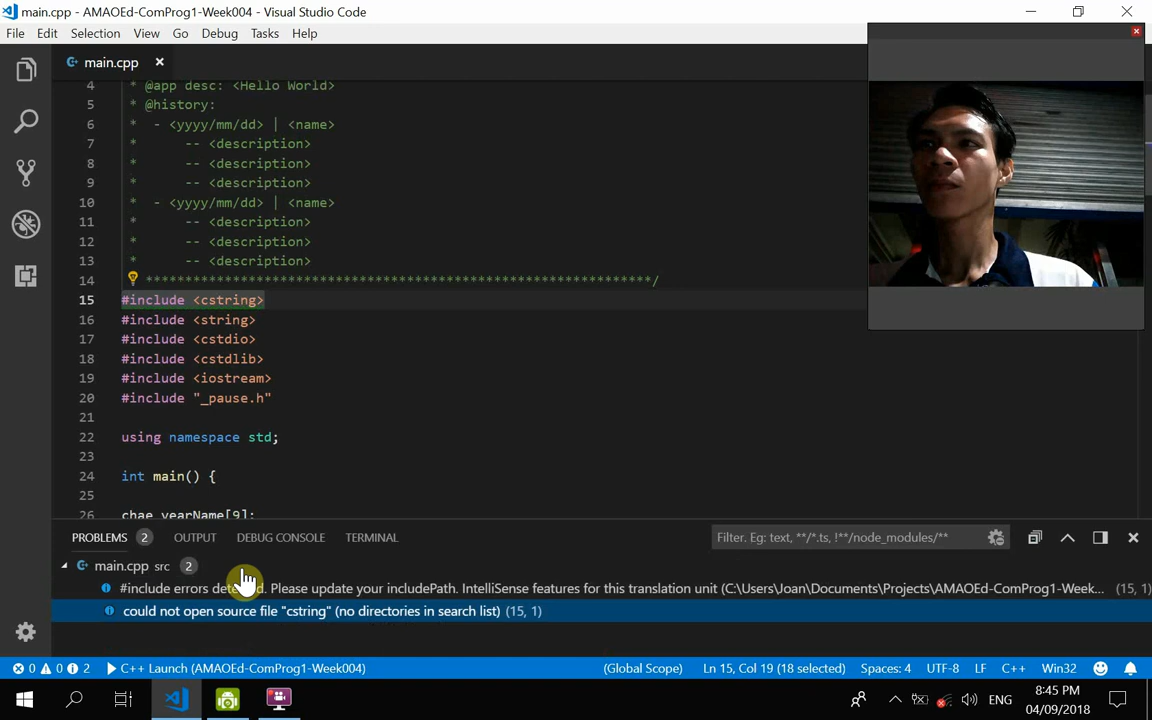 main.cpp - AMAOEd-ComProg1-Week004 - Visual Studio Code
File Edit Selection View Go Debug Tasks Help
main.cpp
4 * @app desc: <Hello World>
5 * @history:
6 * - <yyyy/mm/dd> | <name>
7 * -- <description>
8 * -- <description>
9 * -- <description>
10 * - <yyyy/mm/dd> | <name>
11 * -- <description>
12 * -- <description>
13 * -- <description>
14 ****************************************************************/
15 #include <cstring>
16 #include <string>
17 #include <cstdio>
18 #include <cstdlib>
19 #include <iostream>
20 #include "_pause.h"
21
22 using namespace std;
23
24 int main() {
25
26 chae yearName[9];
PROBLEMS 2 OUTPUT DEBUG CONSOLE TERMINAL Filter. Eg: text, **/*.ts, !**/node_modules/**
main.cpp src 2
#include errors Please update your includePath. IntelliSense features for this translation unit (C:\Users\Joan\Documents\Projects\AMAOEd-ComProg1-Week... (15, 1)
could not open source file "cstring" (no directories in search list) (15, 1)
0 0 2 C++ Launch (AMAOEd-ComProg1-Week004) (Global Scope) Ln 15, Col 19 (18 selected) Spaces: 4 UTF-8 LF C++ Win32
ENG 8:45 PM
04/09/2018